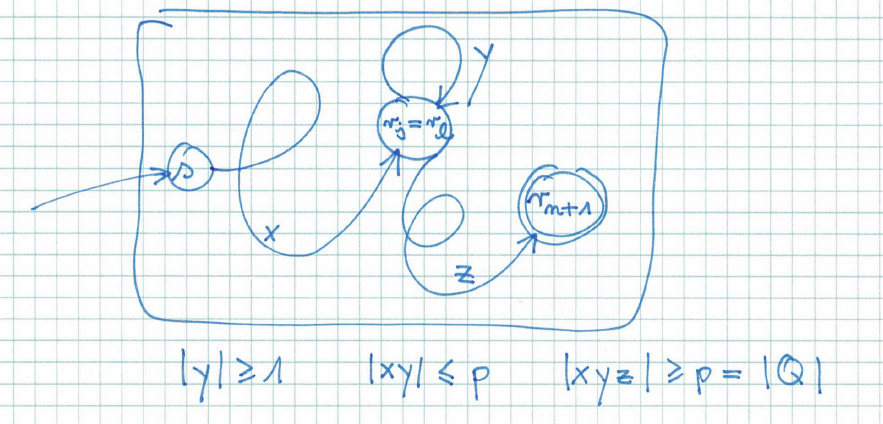 y
r_j = r_l
s
r_{n+1}
x
z
|y| ≥ 1 |xy| ≤ p |xyz| ≥ p = |Q|